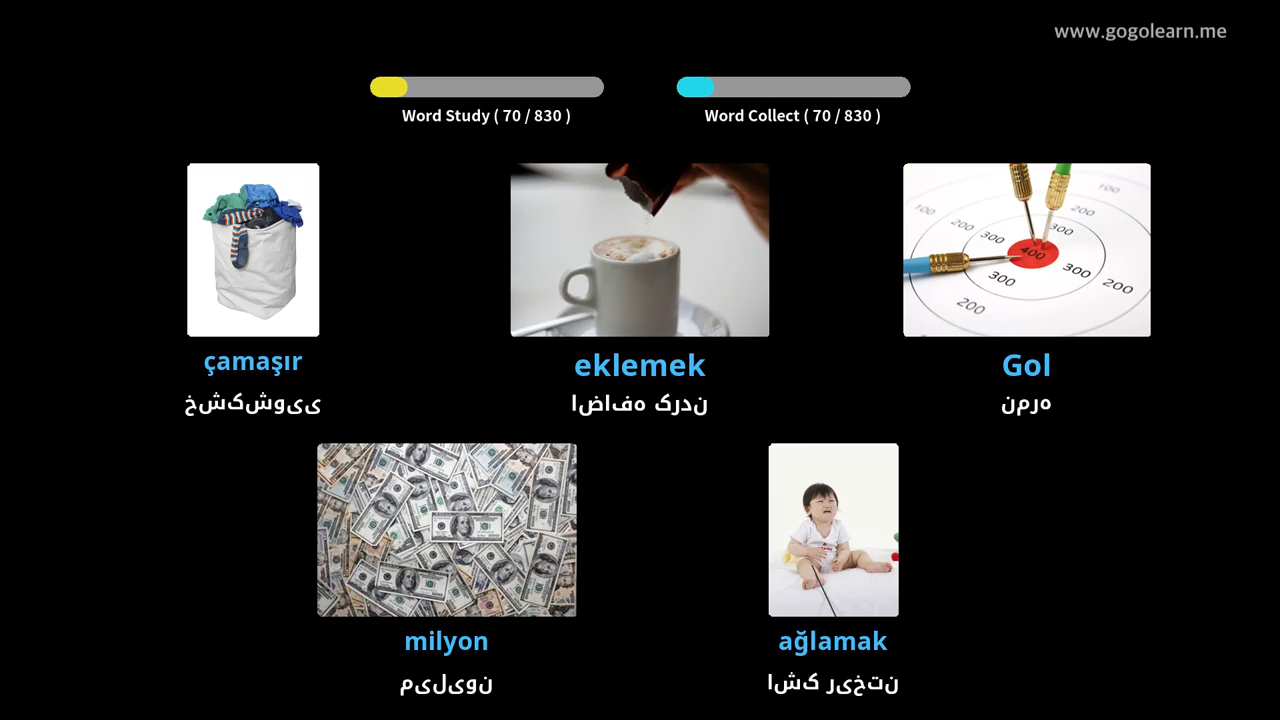 www.gogolearn.me
Word Study ( 70 / 830 )
Word Collect ( 70 / 830 )
çamaşır
خشکشویی
eklemek
اضافه کردن
Gol
نمره
milyon
میلیون
ağlamak
اشک ریختن